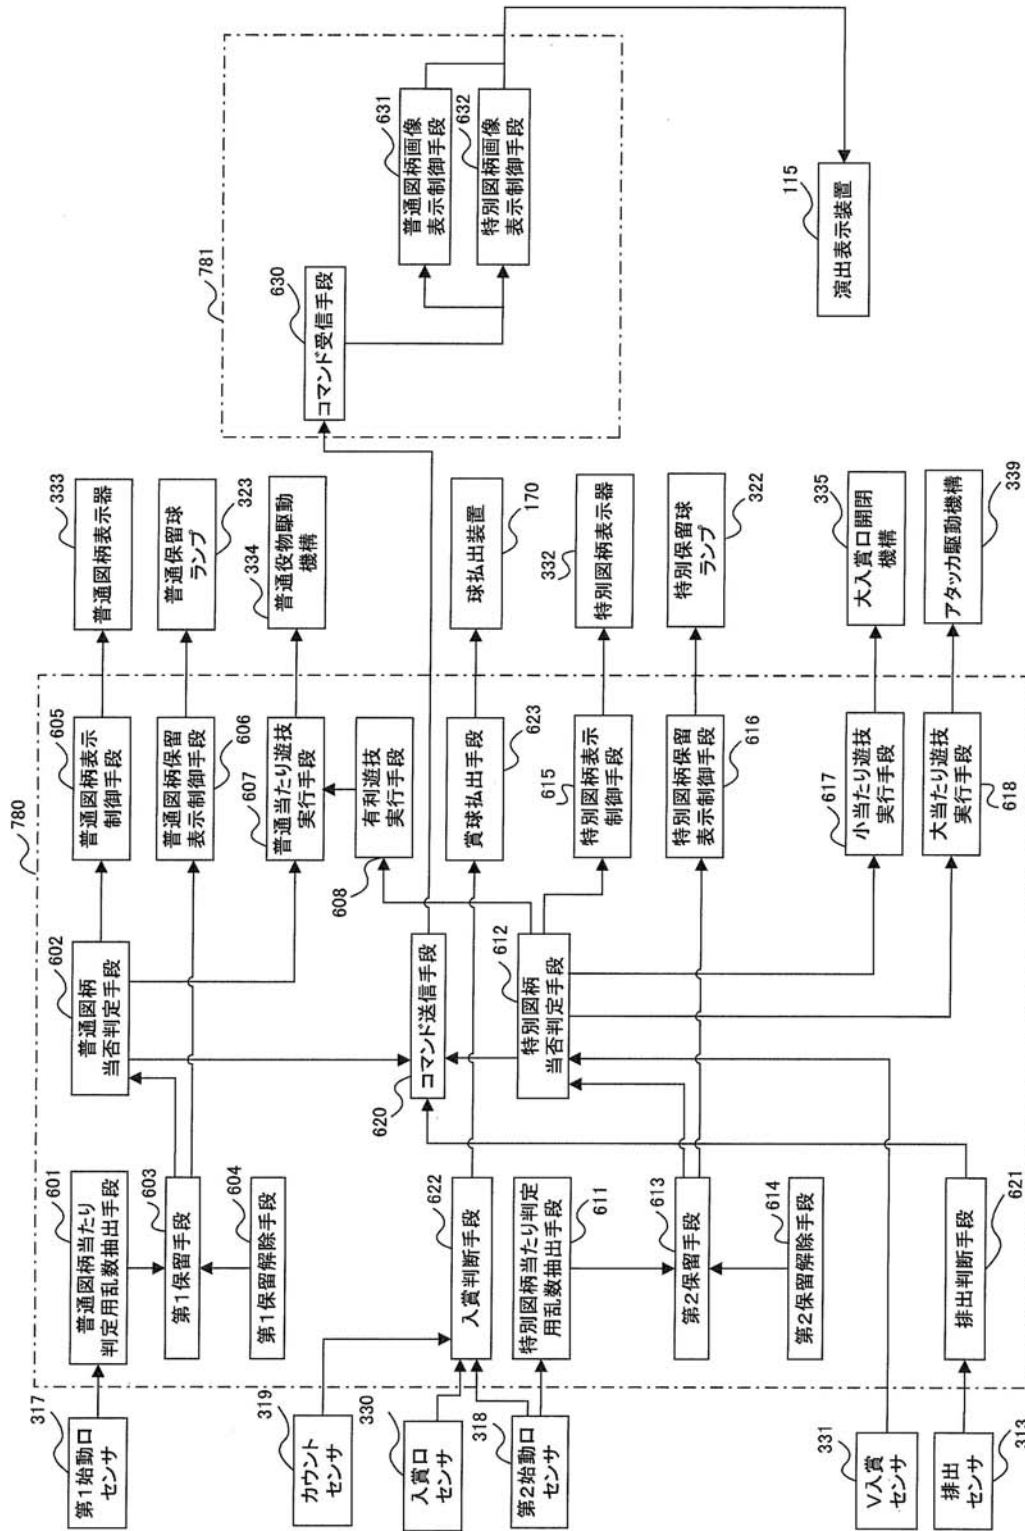 780
781
第1始動口
センサ
317
カウント
センサ
319
入賞口
センサ
330
第2始動口
センサ
318
V入賞
センサ
331
排出
センサ
313
普通図柄当たり
判定用乱数抽出手段
601
第1保留手段
603
第1保留解除手段
604
入賞判断手段
622
特別図柄当たり判定
用乱数抽出手段
611
第2保留手段
613
第2保留解除手段
614
排出判断手段
621
普通図柄
当否判定手段
602
コマンド送信手段
620
特別図柄
当否判定手段
612
普通図柄表示
制御手段
605
普通図柄保留
表示制御手段
606
普通当たり遊技
実行手段
607
有利遊技
実行手段
608
賞球払出手段
623
特別図柄表示
制御手段
615
特別図柄保留
表示制御手段
616
小当たり遊技
実行手段
617
大当たり遊技
実行手段
618
普通図柄表示器
333
普通保留球
ランプ
323
普通役物駆動
機構
334
球払出装置
170
特別図柄表示器
332
特別保留球
ランプ
322
大入賞口開閉
機構
335
アタッカ駆動機構
339
コマンド受信手段
630
普通図柄画像
表示制御手段
631
特別図柄画像
表示制御手段
632
演出表示装置
115